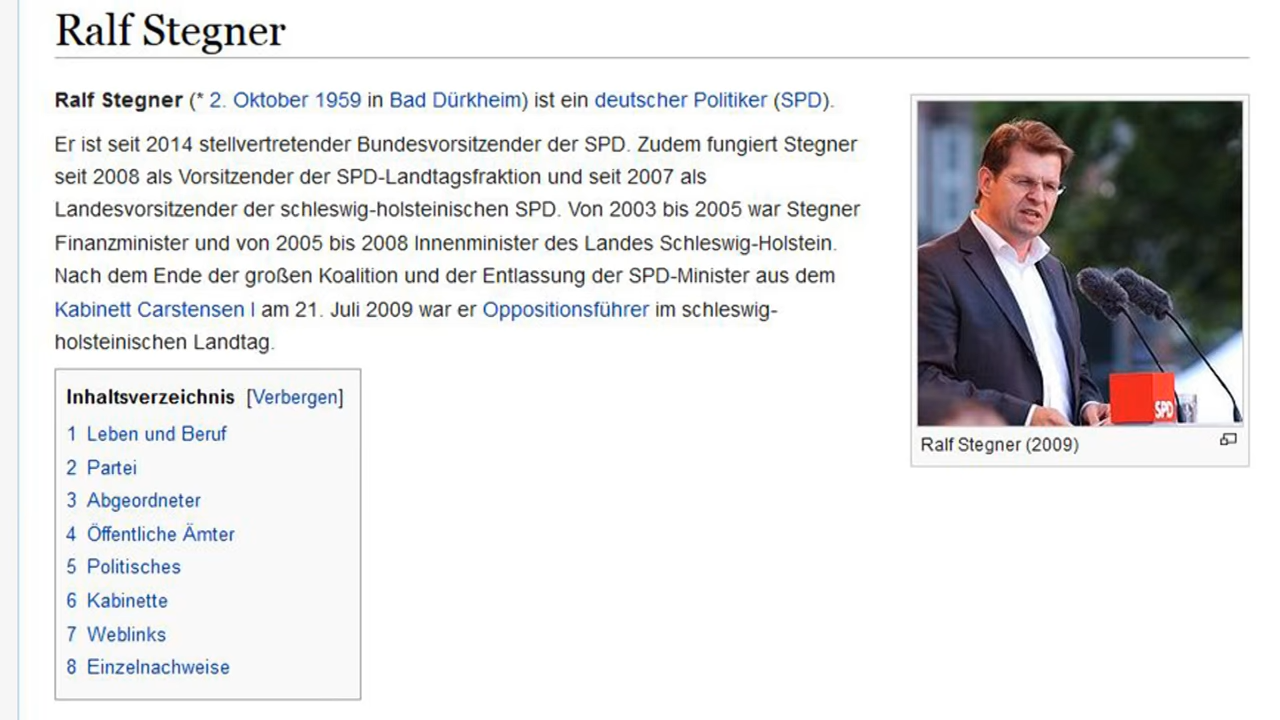 Ralf Stegner
Ralf Stegner (* 2. Oktober 1959 in Bad Dürkheim) ist ein deutscher Politiker (SPD).
Er ist seit 2014 stellvertretender Bundesvorsitzender der SPD. Zudem fungiert Stegner
seit 2008 als Vorsitzender der SPD-Landtagsfraktion und seit 2007 als
Landesvorsitzender der schleswig-holsteinischen SPD. Von 2003 bis 2005 war Stegner
Finanzminister und von 2005 bis 2008 Innenminister des Landes Schleswig-Holstein.
Nach dem Ende der großen Koalition und der Entlassung der SPD-Minister aus dem
Kabinett Carstensen I am 21. Juli 2009 war er Oppositionsführer im schleswig-
holsteinischen Landtag.
Inhaltsverzeichnis [Verbergen]
1 Leben und Beruf
2 Partei
3 Abgeordneter
4 Öffentliche Ämter
5 Politisches
6 Kabinette
7 Weblinks
8 Einzelnachweise
SPD
Ralf Stegner (2009)